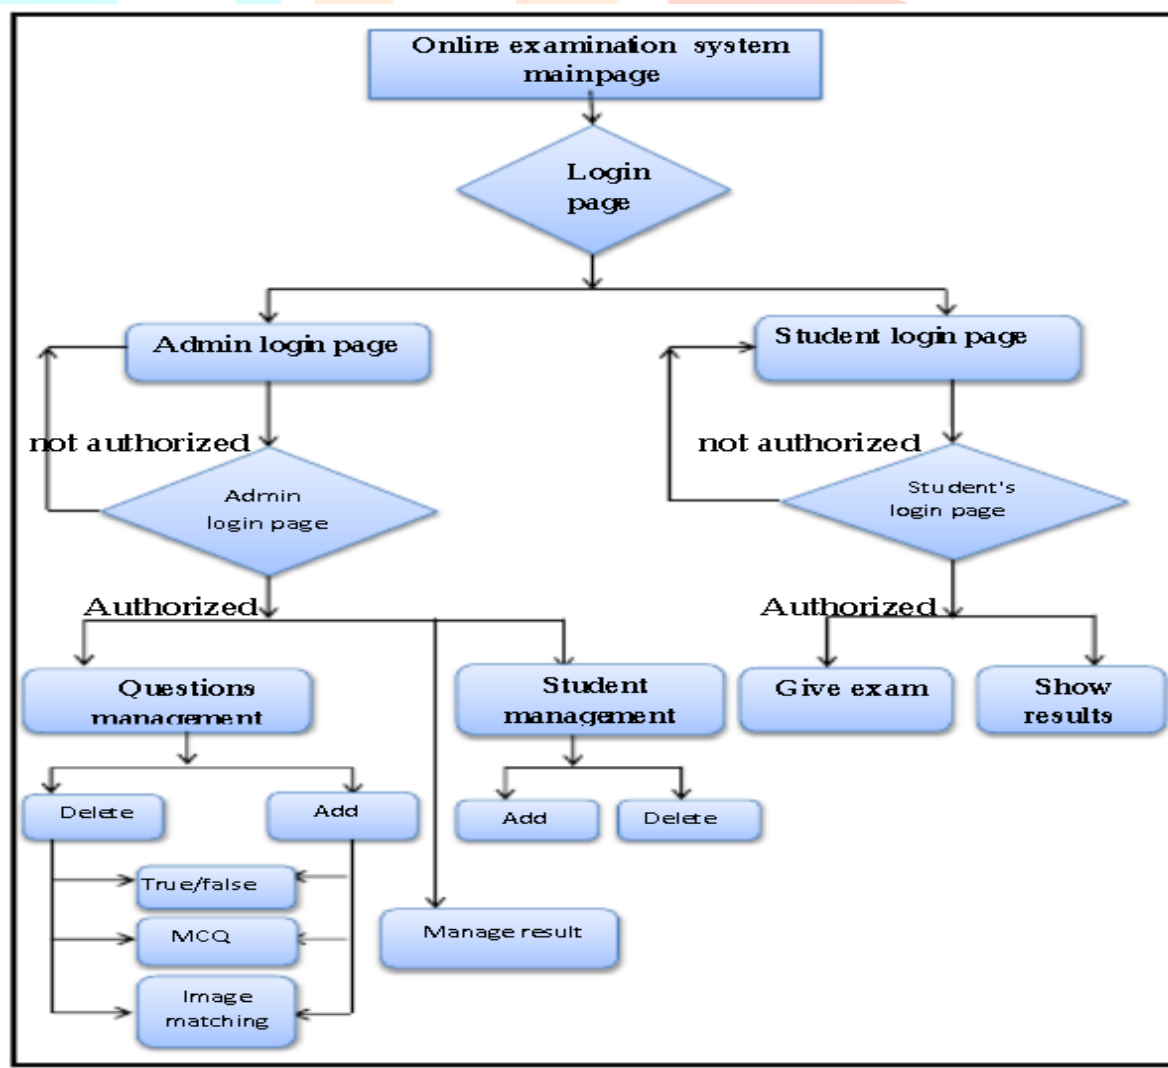 Online examination system
mainpage
Login
page
Admin login page
Student login page
not authorized
not authorized
Admin
login page
Student's
login page
Authorized
Authorized
Questions
management
Student
management
Give exam
Show
results
Delete
Add
Add
Delete
True/false
MCQ
Manage result
Image
matching